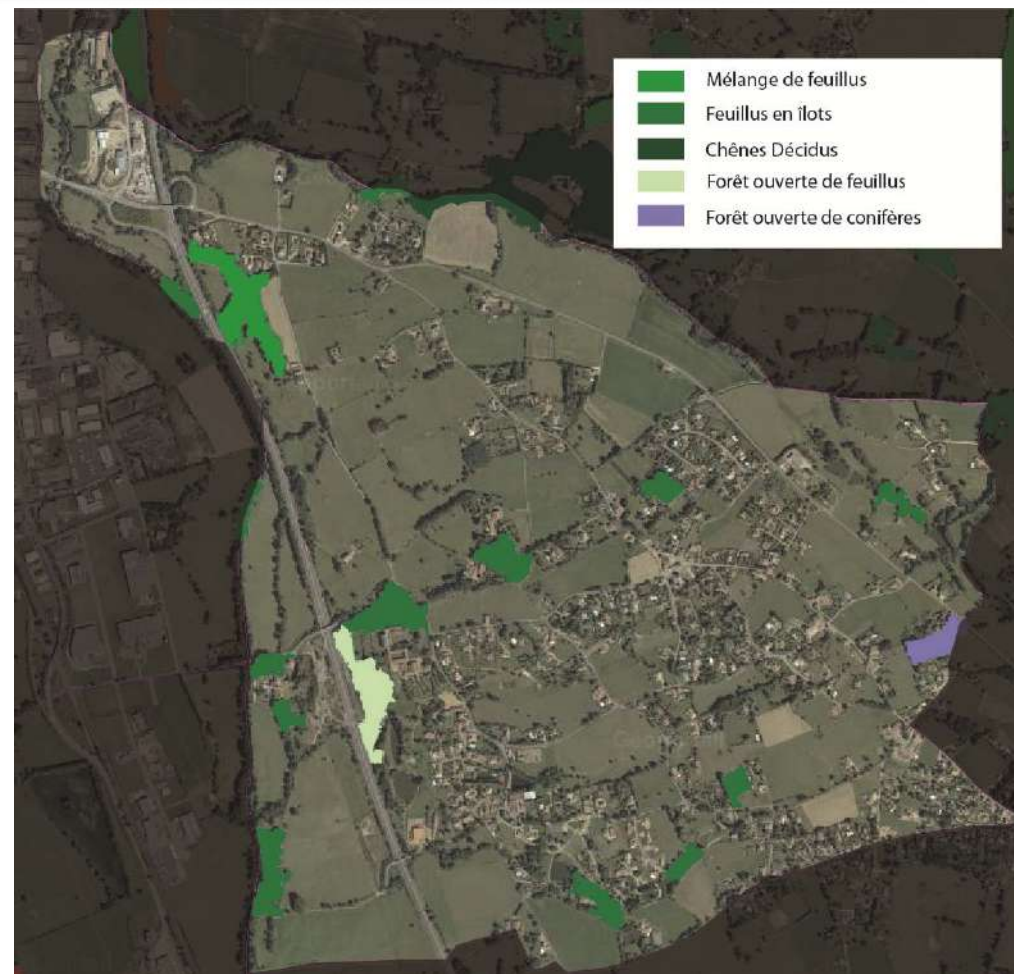 Mélange de feuillus
Feuillus en îlots
Chênes Décidus
Forêt ouverte de feuillus
Forêt ouverte de conifères